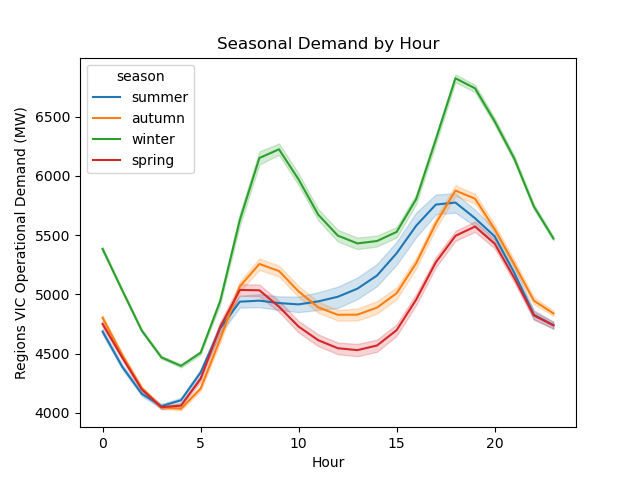 Seasonal Demand by Hour
season
summer
autumn
winter
spring
Regions VIC Operational Demand (MW)
6500
6000
5500
5000
4500
4000
0
5
10
15
20
Hour